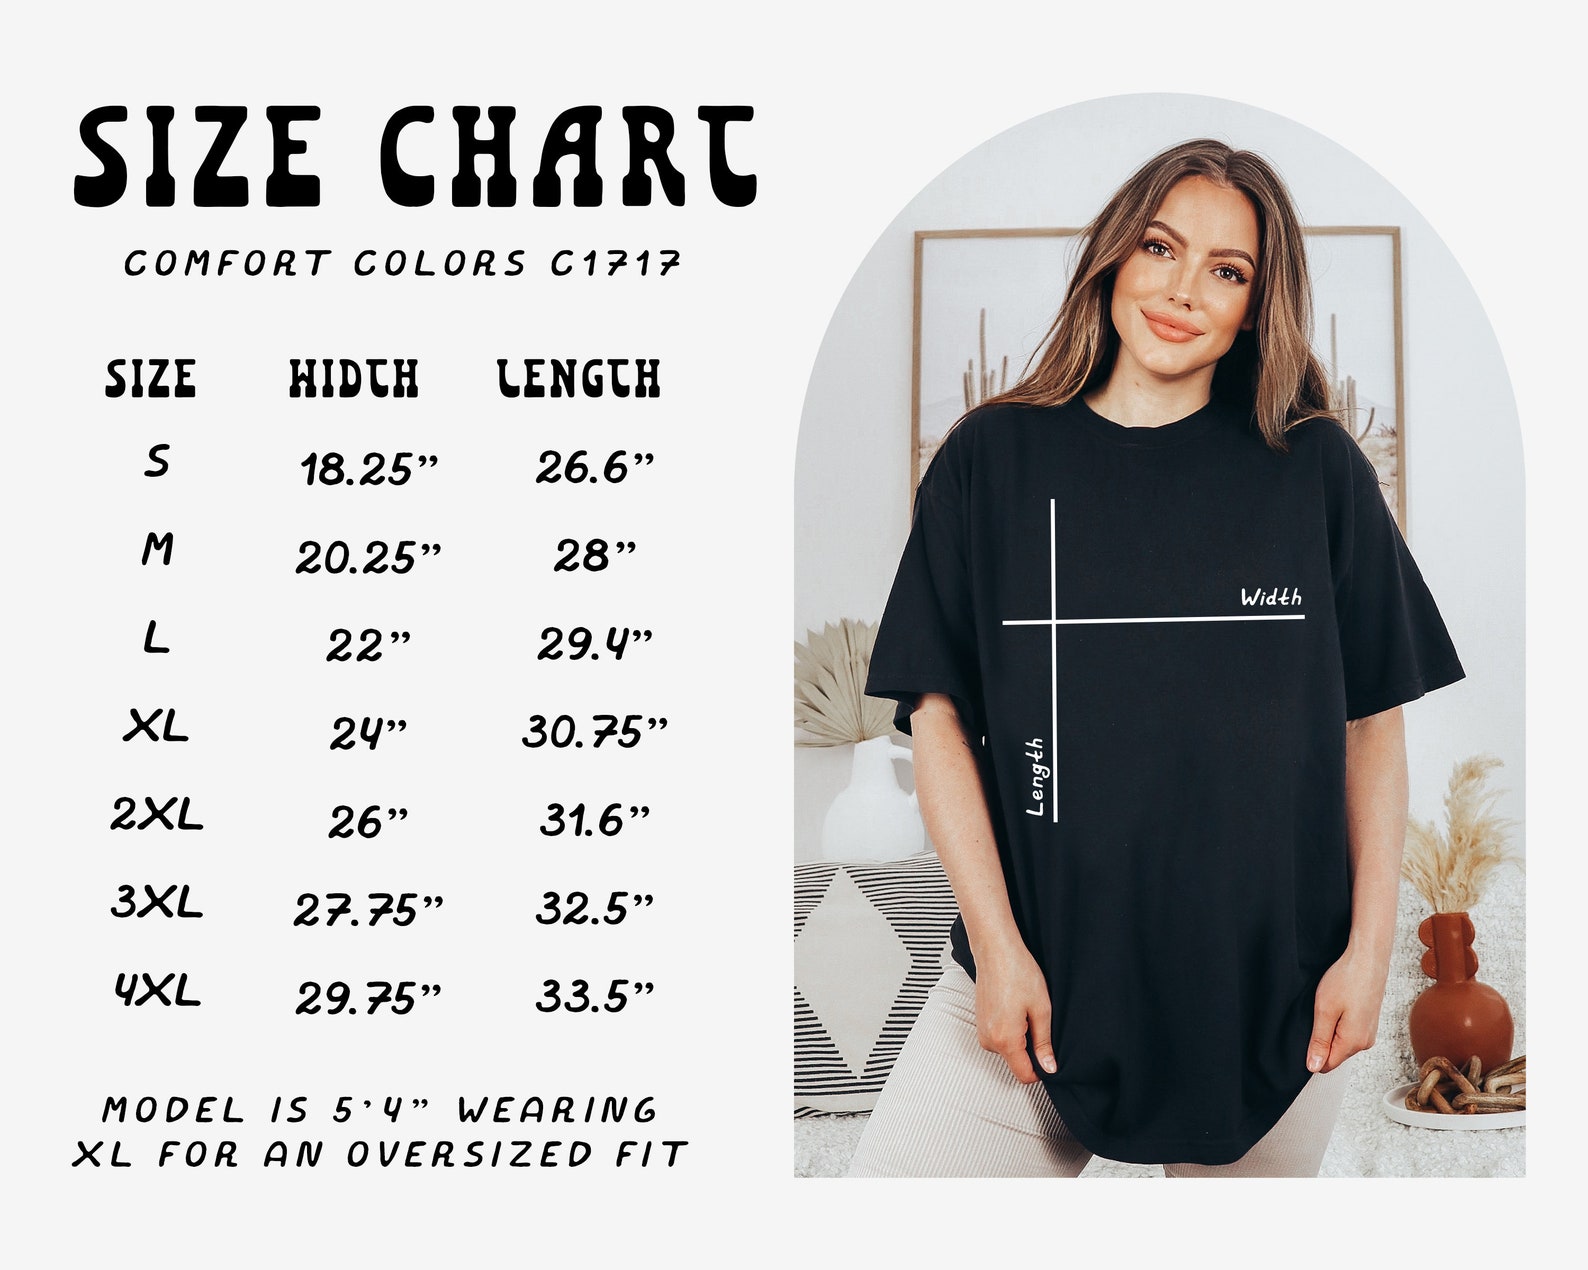 SIZE CHART
COMFORT COLORS C1717
SIZE WIDTH LENGTH
S 18.25” 26.6”
M 20.25” 28”
L 22” 29.4”
XL 24” 30.75”
2XL 26” 31.6”
3XL 27.75” 32.5”
4XL 29.75” 33.5”
MODEL IS 5'4” WEARING
XL FOR AN OVERSIZED FIT
Width
Length